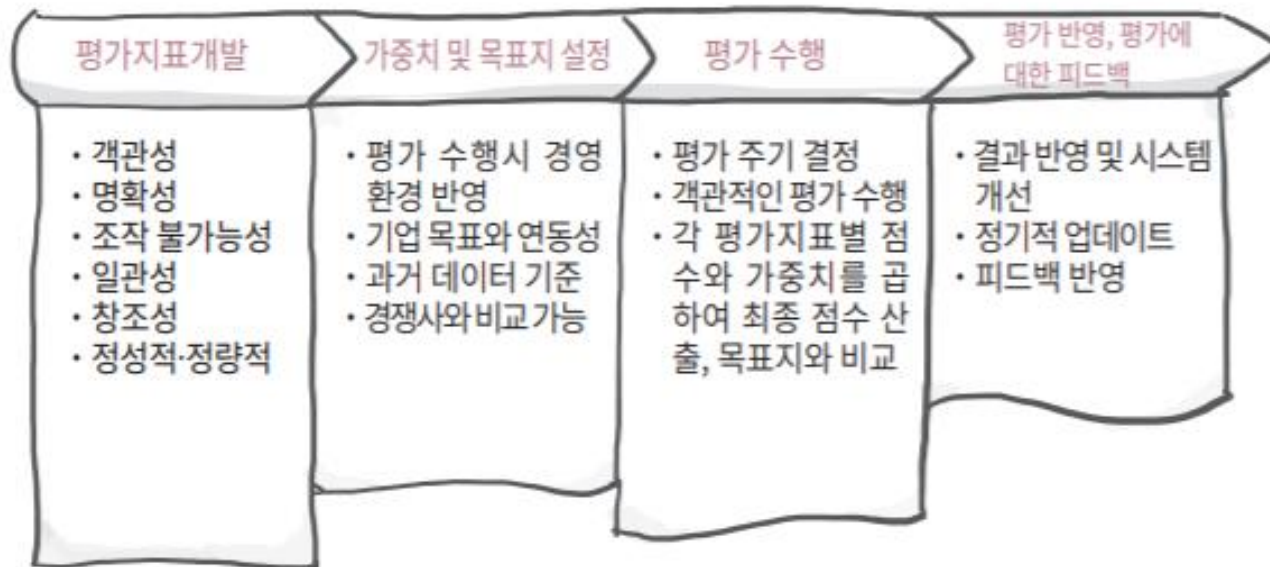 평가지표개발
가중치 및 목표지 설정
평가 수행
평가 반영, 평가에
대한 피드백
· 객관성
· 명확성
· 조작 불가능성
· 일관성
· 창조성
· 정성적·정량적
· 평가 수행시 경영
환경 반영
· 기업 목표와 연동성
· 과거 데이터 기준
· 경쟁사와 비교 가능
· 평가 주기 결정
· 객관적인 평가 수행
· 각 평가지표별 점
수와 가중치를 곱
하여 최종 점수 산
출, 목표지와 비교
· 결과 반영 및 시스템
개선
· 정기적 업데이트
· 피드백 반영